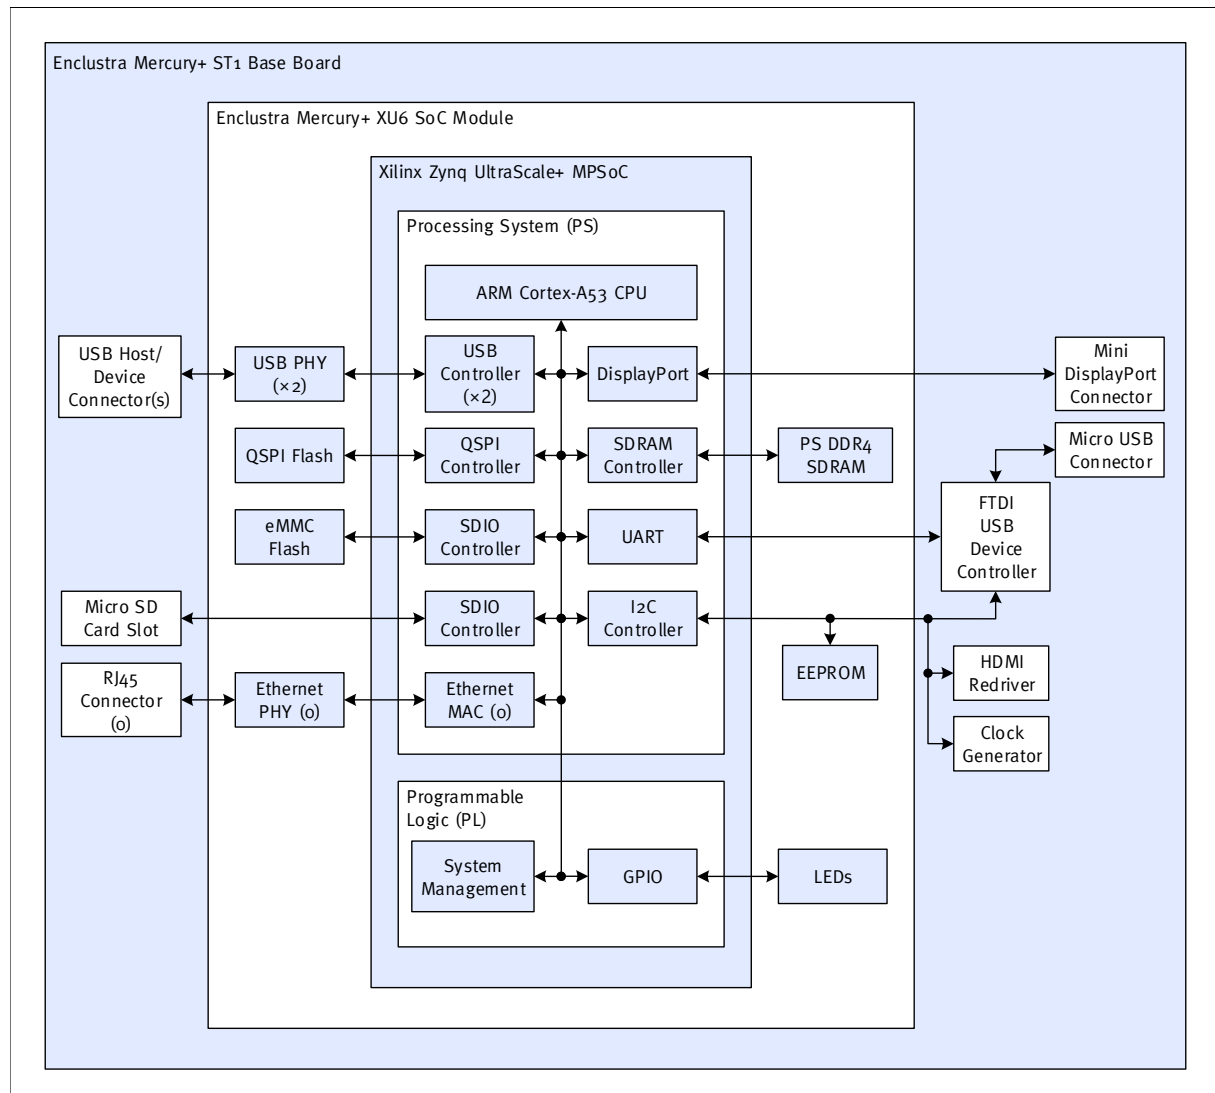 Enclustra Mercury+ ST1 Base Board
Enclustra Mercury+ XU6 SoC Module
Xilinx Zynq UltraScale+ MPSoC
Processing System (PS)
ARM Cortex-A53 CPU
USB Host/
Device
Connector(s)
USB PHY
(×2)
USB
Controller
(×2)
DisplayPort
Mini
DisplayPort
Connector
QSPI Flash
QSPI
Controller
SDRAM
Controller
PS DDR4
SDRAM
Micro USB
Connector
eMMC
Flash
SDIO
Controller
UART
FTDI
USB
Device
Controller
Micro SD
Card Slot
SDIO
Controller
I2C
Controller
EEPROM
HDMI
Redriver
RJ45
Connector
(0)
Ethernet
PHY (0)
Ethernet
MAC (0)
Clock
Generator
Programmable
Logic (PL)
System
Management
GPIO
LEDs